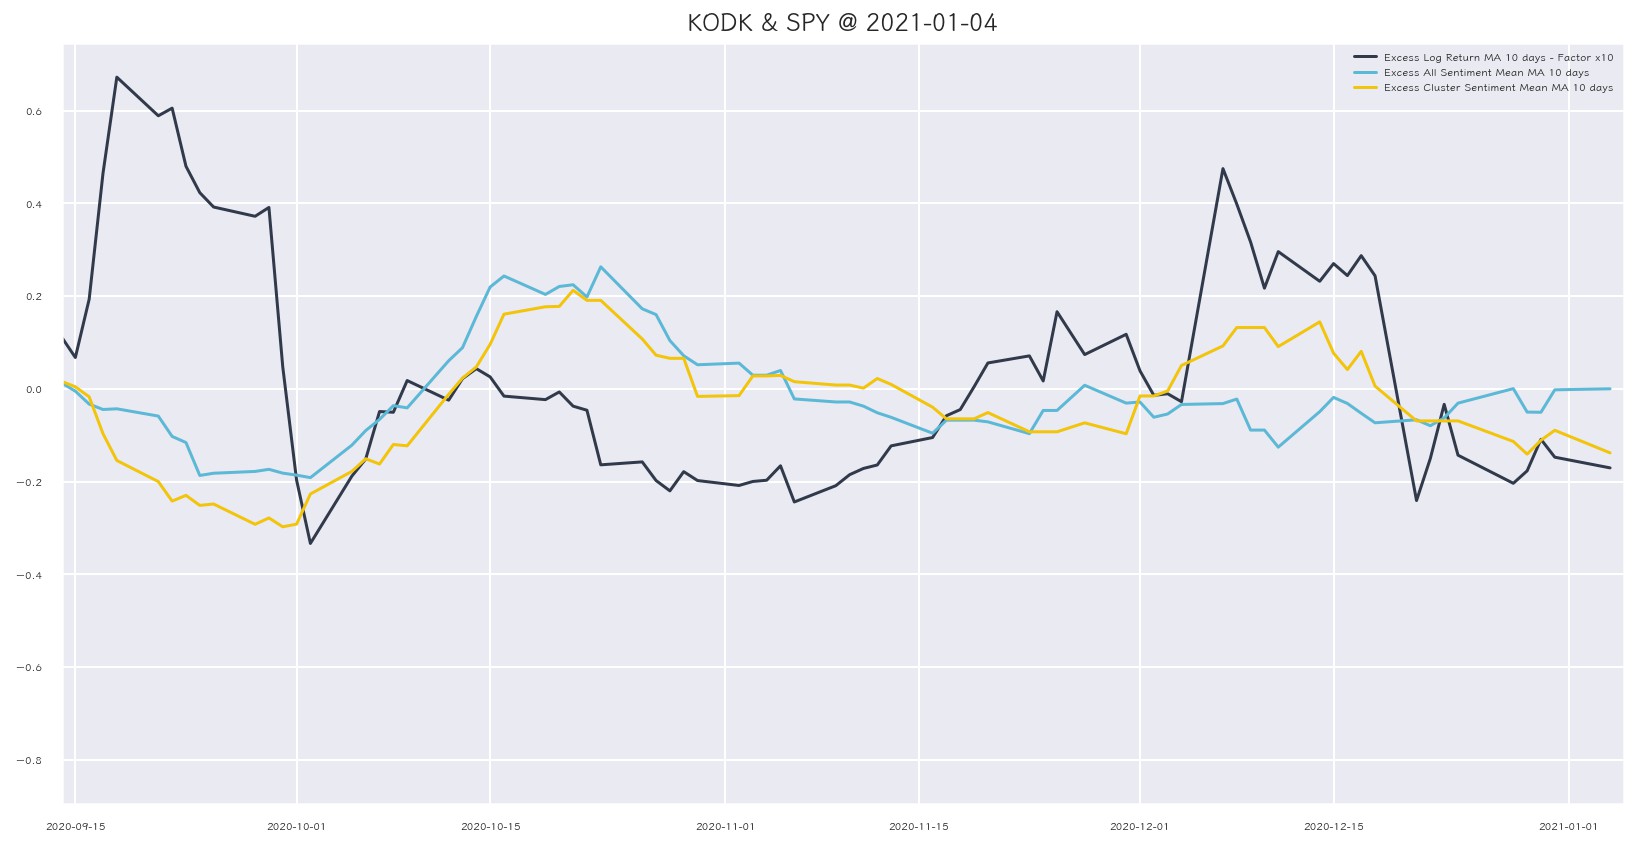 KODK & SPY @ 2021-01-04
Excess Log Return MA 10 days - Factor x10
Excess All Sentiment Mean MA 10 days
Excess Cluster Sentiment Mean MA 10 days
0.6
0.4
0.2
0.0
−0.2
−0.4
−0.6
−0.8
2020-09-15 2020-10-01 2020-10-15 2020-11-01 2020-11-15 2020-12-01 2020-12-15 2021-01-01